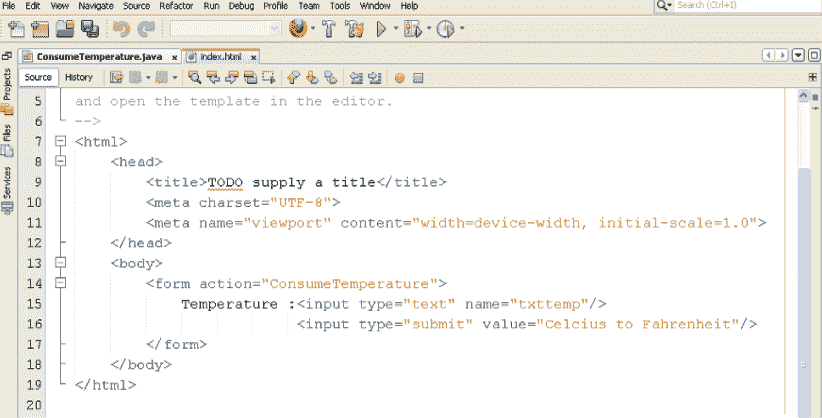 File Edit View Navigate Source Refactor Run Debug Profile Team Tools Window Help
Search (Ctrl+I)
ConsumeTemperature.java x index.html x
Source History
Projects
Files
Services
5 and open the template in the editor.
6 -->
7 <html>
8 <head>
9 <title>TODO supply a title</title>
10 <meta charset="UTF-8">
11 <meta name="viewport" content="width=device-width, initial-scale=1.0">
12 </head>
13 <body>
14 <form action="ConsumeTemperature">
15 Temperature :<input type="text" name="txttemp"/>
16 <input type="submit" value="Celcius to Fahrenheit"/>
17 </form>
18 </body>
19 </html>
20